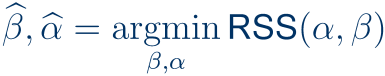 β̂, α̂ = argmin RSS(α, β)
β,α